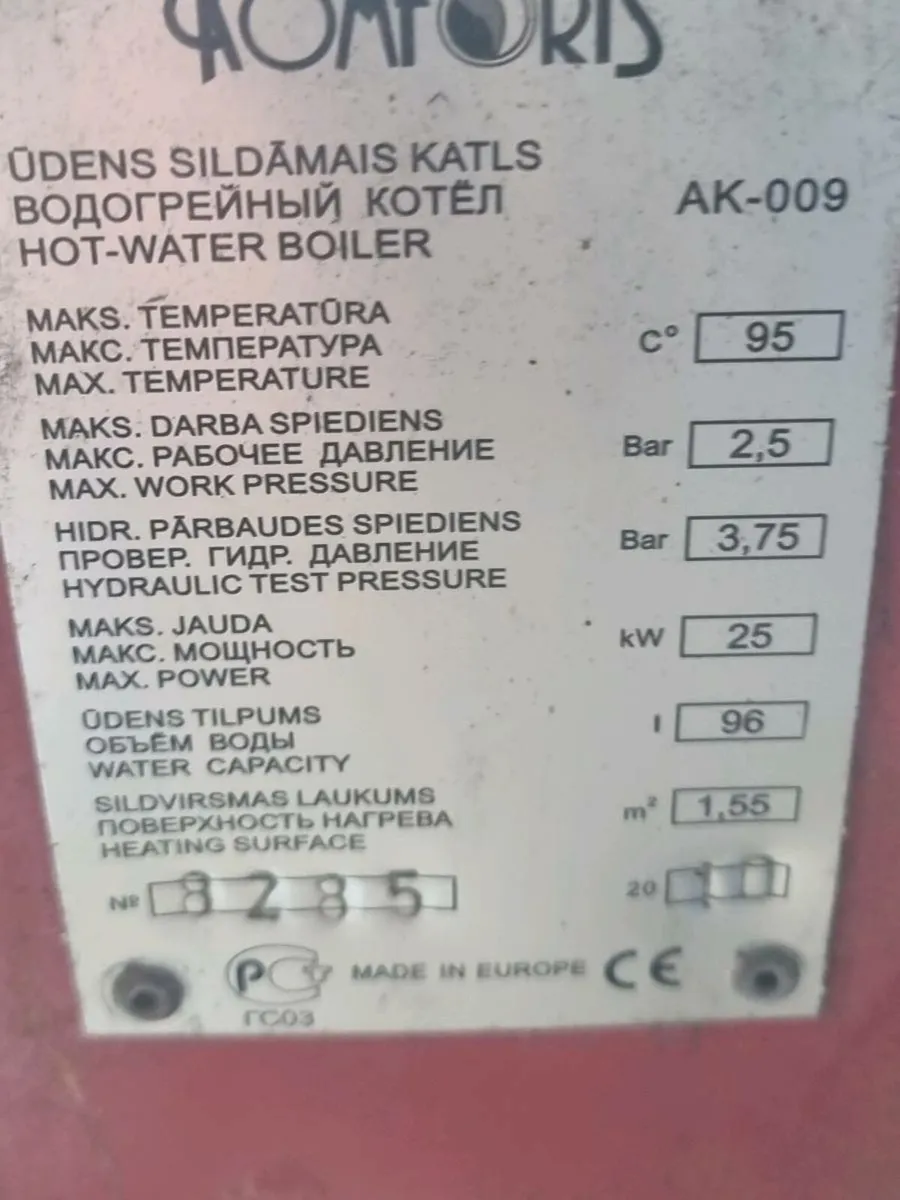 KOMFORTS
ŪDENS SILDĀMAIS KATLS
ВОДОГРЕЙНЫЙ КОТЁЛ
HOT-WATER BOILER
AK-009
MAKS. TEMPERATŪRA
МАКС. ТЕМПЕРАТУРА
MAX. TEMPERATURE
C° 95
MAKS. DARBA SPIEDIENS
МАКС. РАБОЧЕЕ ДАВЛЕНИЕ
MAX. WORK PRESSURE
Bar 2,5
HIDR. PĀRBAUDES SPIEDIENS
ПРОВЕР. ГИДР. ДАВЛЕНИЕ
HYDRAULIC TEST PRESSURE
Bar 3,75
MAKS. JAUDA
МАКС. МОЩНОСТЬ
MAX. POWER
kW 25
ŪDENS TILPUMS
ОБЪЁМ ВОДЫ
WATER CAPACITY
l 96
SILDVIRSMAS LAUKUMS
ПОВЕРХНОСТЬ НАГРЕВА
HEATING SURFACE
m² 1,55
№ 8285
20 10
РСТ MADE IN EUROPE CE
ГС03